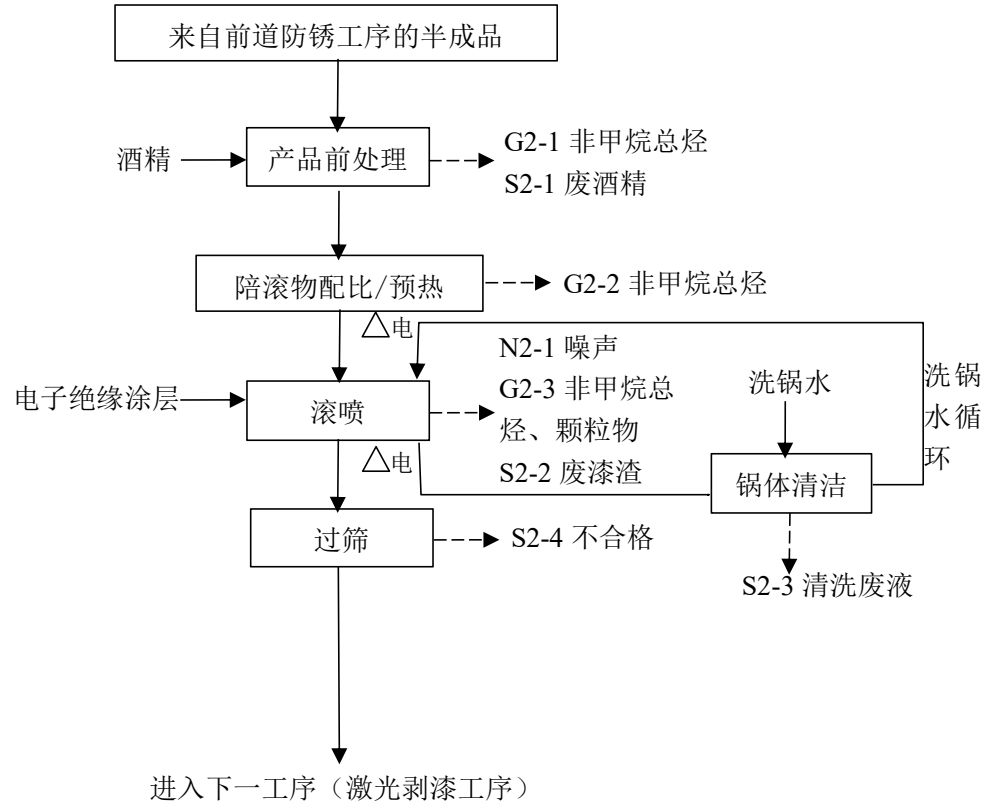 来自前道防锈工序的半成品
酒精
产品前处理
G2-1 非甲烷总烃
S2-1 废酒精
陪滚物配比/预热
G2-2 非甲烷总烃
△电
电子绝缘涂层
滚喷
N2-1 噪声
G2-3 非甲烷总
烃、颗粒物
S2-2 废漆渣
洗锅水
洗锅
水循
环
△电
锅体清洁
过筛
S2-4 不合格
S2-3 清洗废液
进入下一工序（激光剥漆工序）